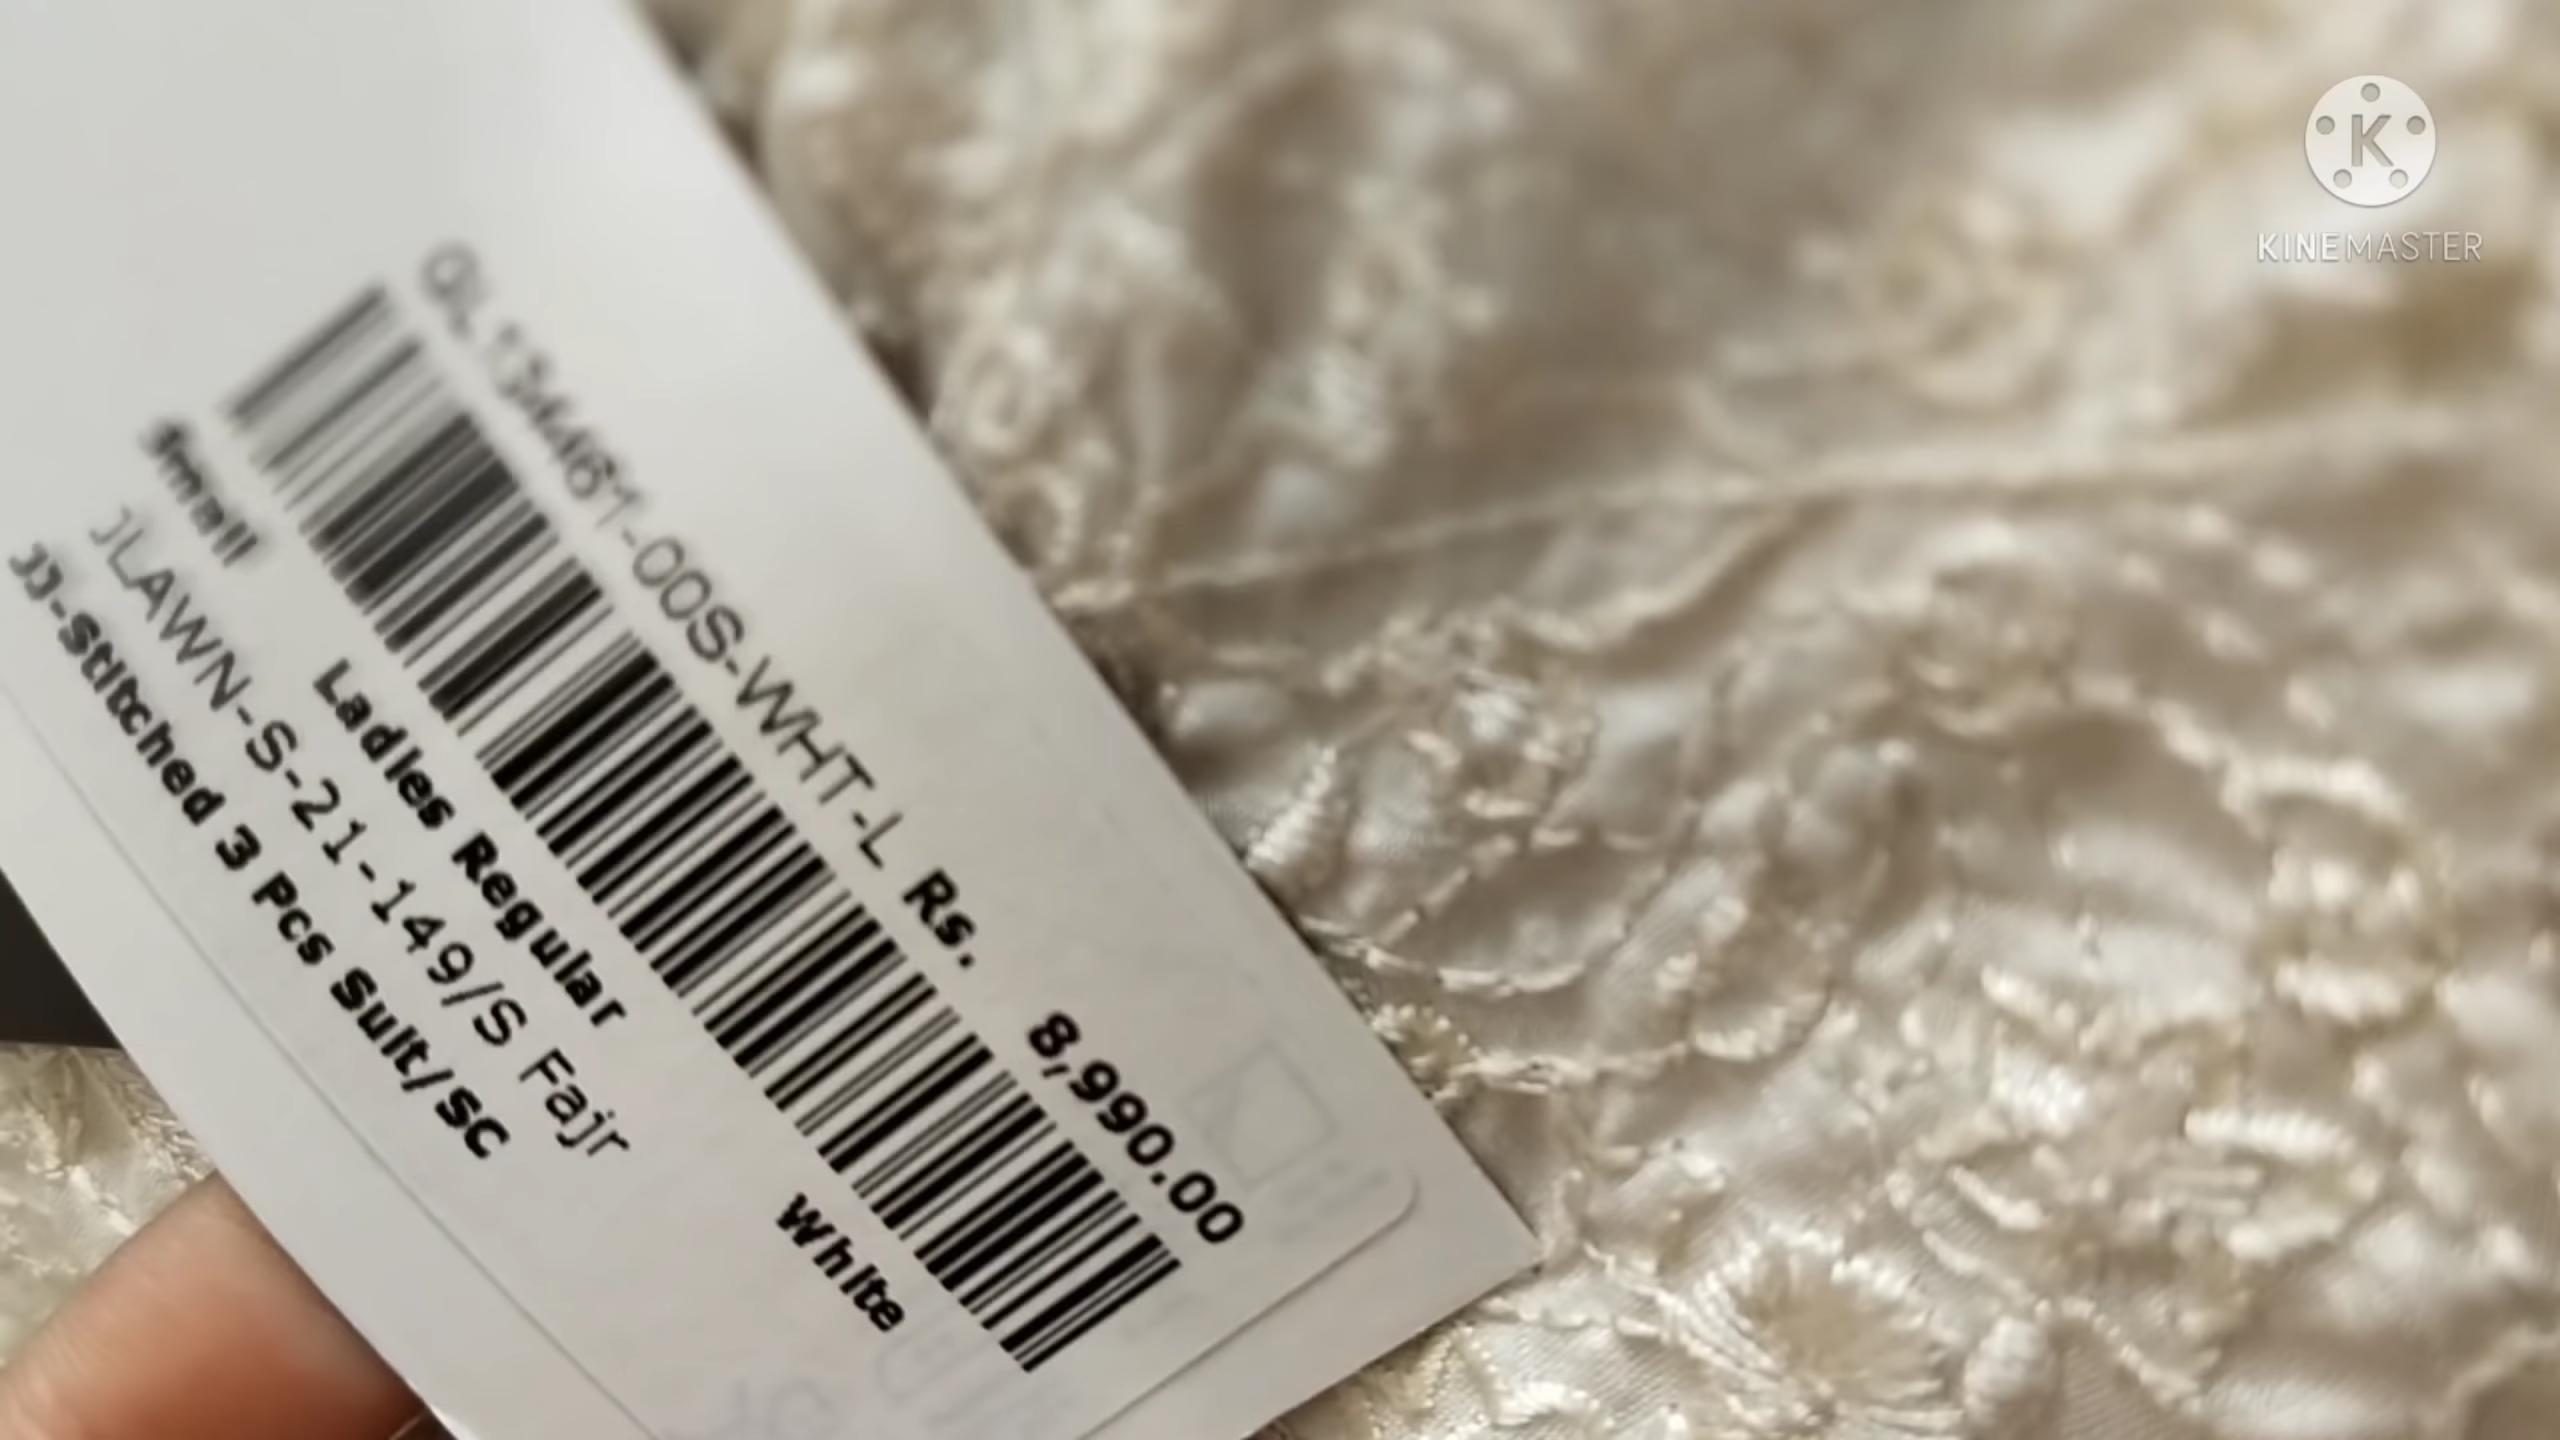 QL134461-00S-WHT-L Rs. 8,990.00
Small Ladies Regular White
JLAWN-S-21-149/S Fajr
JJ-Stitched 3 Pcs Suit/SC
K
KINEMASTER